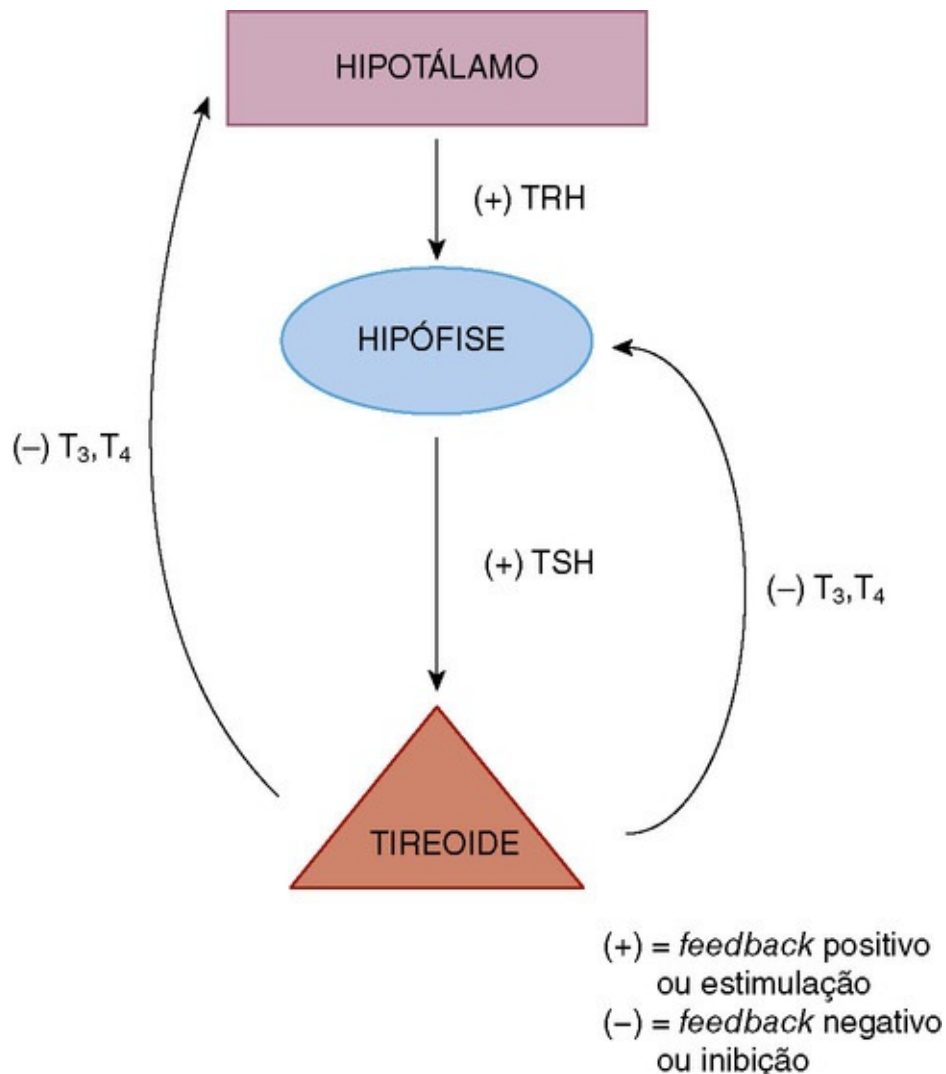 HIPOTÁLAMO
(+) TRH
HIPÓFISE
(–) T₃,T₄
(+) TSH
(–) T₃,T₄
TIREOIDE
(+) = feedback positivo
ou estimulação
(–) = feedback negativo
ou inibição